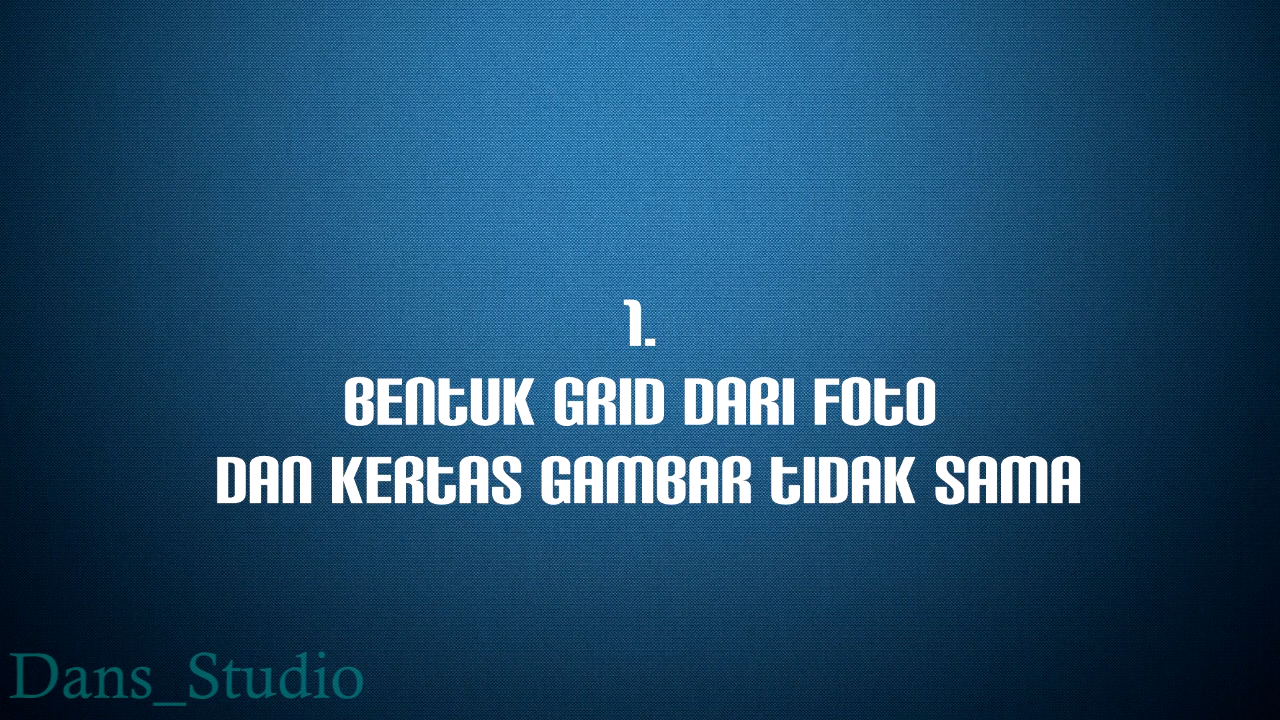 1.
BENTUK GRID DARI FOTO
DAN KERTAS GAMBAR TIDAK SAMA
Dans_Studio